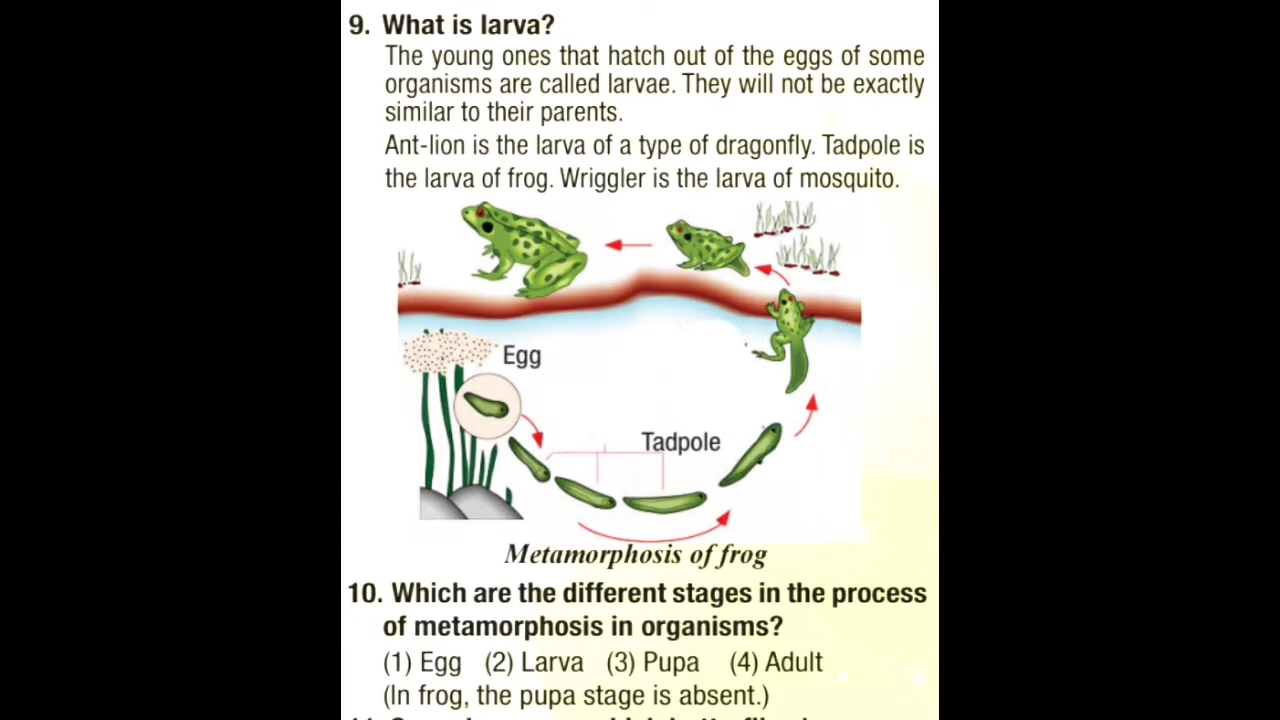 9. What is larva?
The young ones that hatch out of the eggs of some
organisms are called larvae. They will not be exactly
similar to their parents.
Ant-lion is the larva of a type of dragonfly. Tadpole is
the larva of frog. Wriggler is the larva of mosquito.
Egg
Tadpole
Metamorphosis of frog
10. Which are the different stages in the process
of metamorphosis in organisms?
(1) Egg (2) Larva (3) Pupa (4) Adult
(In frog, the pupa stage is absent.)